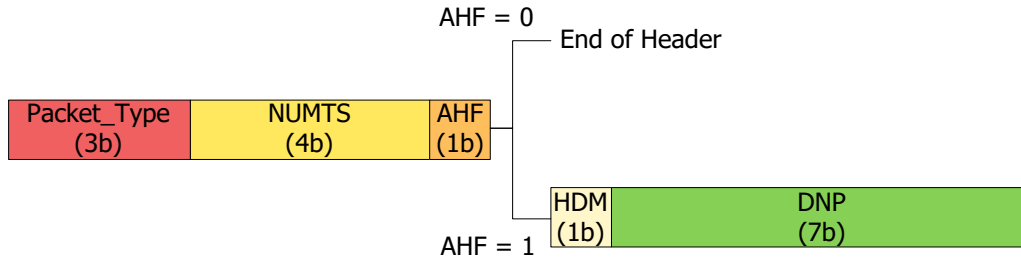 AHF = 0
End of Header
Packet_Type NUMTS AHF
(3b) (4b) (1b)
HDM DNP
(1b) (7b)
AHF = 1